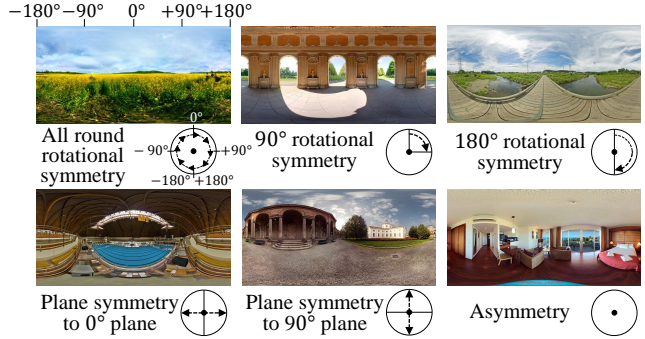 −180°−90° 0° +90°+180°
All round
rotational
symmetry
0°
− 90° +90°
−180° +180°
90° rotational
symmetry
180° rotational
symmetry
Plane symmetry
to 0° plane
Plane symmetry
to 90° plane
Asymmetry